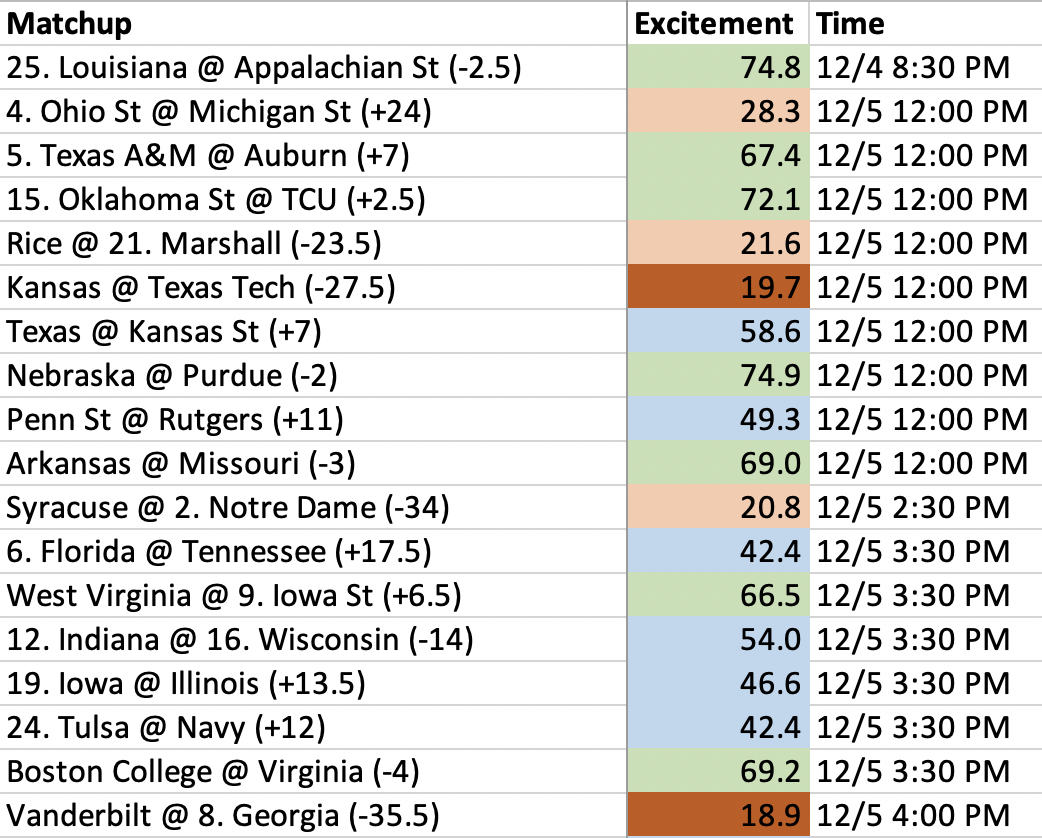 Matchup Excitement Time
25. Louisiana @ Appalachian St (-2.5) 74.8 12/4 8:30 PM
4. Ohio St @ Michigan St (+24) 28.3 12/5 12:00 PM
5. Texas A&M @ Auburn (+7) 67.4 12/5 12:00 PM
15. Oklahoma St @ TCU (+2.5) 72.1 12/5 12:00 PM
Rice @ 21. Marshall (-23.5) 21.6 12/5 12:00 PM
Kansas @ Texas Tech (-27.5) 19.7 12/5 12:00 PM
Texas @ Kansas St (+7) 58.6 12/5 12:00 PM
Nebraska @ Purdue (-2) 74.9 12/5 12:00 PM
Penn St @ Rutgers (+11) 49.3 12/5 12:00 PM
Arkansas @ Missouri (-3) 69.0 12/5 12:00 PM
Syracuse @ 2. Notre Dame (-34) 20.8 12/5 2:30 PM
6. Florida @ Tennessee (+17.5) 42.4 12/5 3:30 PM
West Virginia @ 9. Iowa St (+6.5) 66.5 12/5 3:30 PM
12. Indiana @ 16. Wisconsin (-14) 54.0 12/5 3:30 PM
19. Iowa @ Illinois (+13.5) 46.6 12/5 3:30 PM
24. Tulsa @ Navy (+12) 42.4 12/5 3:30 PM
Boston College @ Virginia (-4) 69.2 12/5 3:30 PM
Vanderbilt @ 8. Georgia (-35.5) 18.9 12/5 4:00 PM